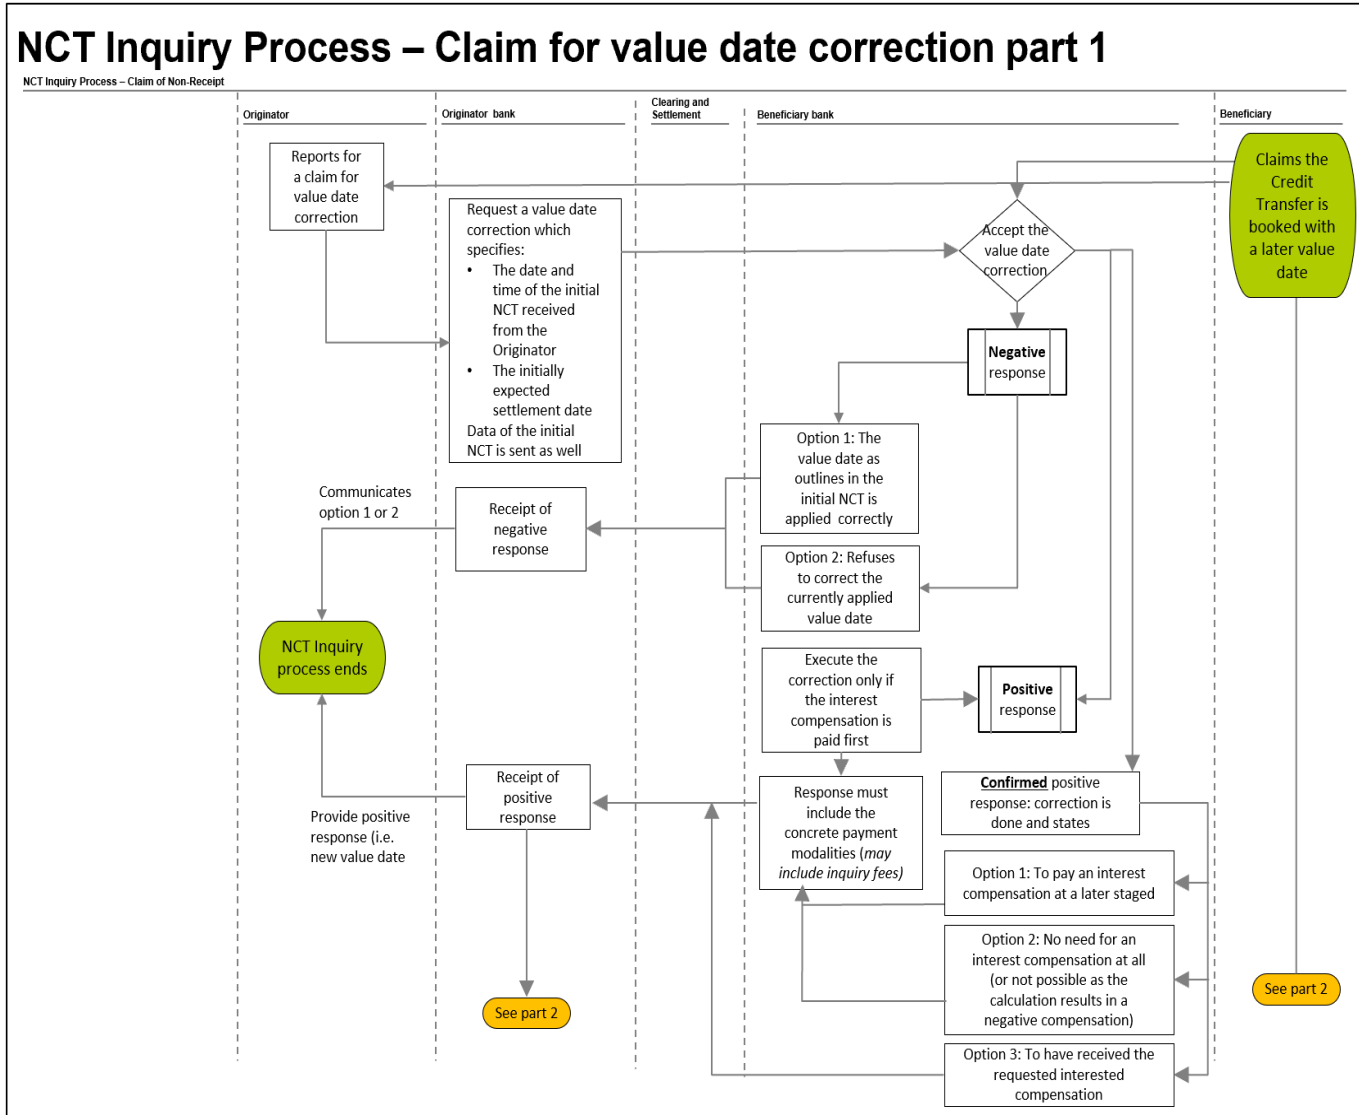 NCT Inquiry Process – Claim for value date correction part 1
NCT Inquiry Process – Claim of Non-Receipt
Originator
Originator bank
Clearing and
Settlement
Beneficiary bank
Beneficiary
Reports for
a claim for
value date
correction
Request a value date
correction which
specifies:
• The date and
time of the initial
NCT received
from the
Originator
• The initially
expected
settlement date
Data of the initial
NCT is sent as well
Accept the
value date
correction
Claims the
Credit
Transfer is
booked with
a later value
date
Negative
response
Option 1: The
value date as
outlines in the
initial NCT is
applied correctly
Communicates
option 1 or 2
Receipt of
negative
response
Option 2: Refuses
to correct the
currently applied
value date
NCT Inquiry
process ends
Execute the
correction only if
the interest
compensation is
paid first
Positive
response
Receipt of
positive
response
Provide positive
response (i.e.
new value date
Response must
include the
concrete payment
modalities (may
include inquiry fees)
Confirmed positive
response: correction is
done and states
Option 1: To pay an interest
compensation at a later staged
Option 2: No need for an
interest compensation at all
(or not possible as the
calculation results in a
negative compensation)
Option 3: To have received the
requested interested
compensation
See part 2
See part 2